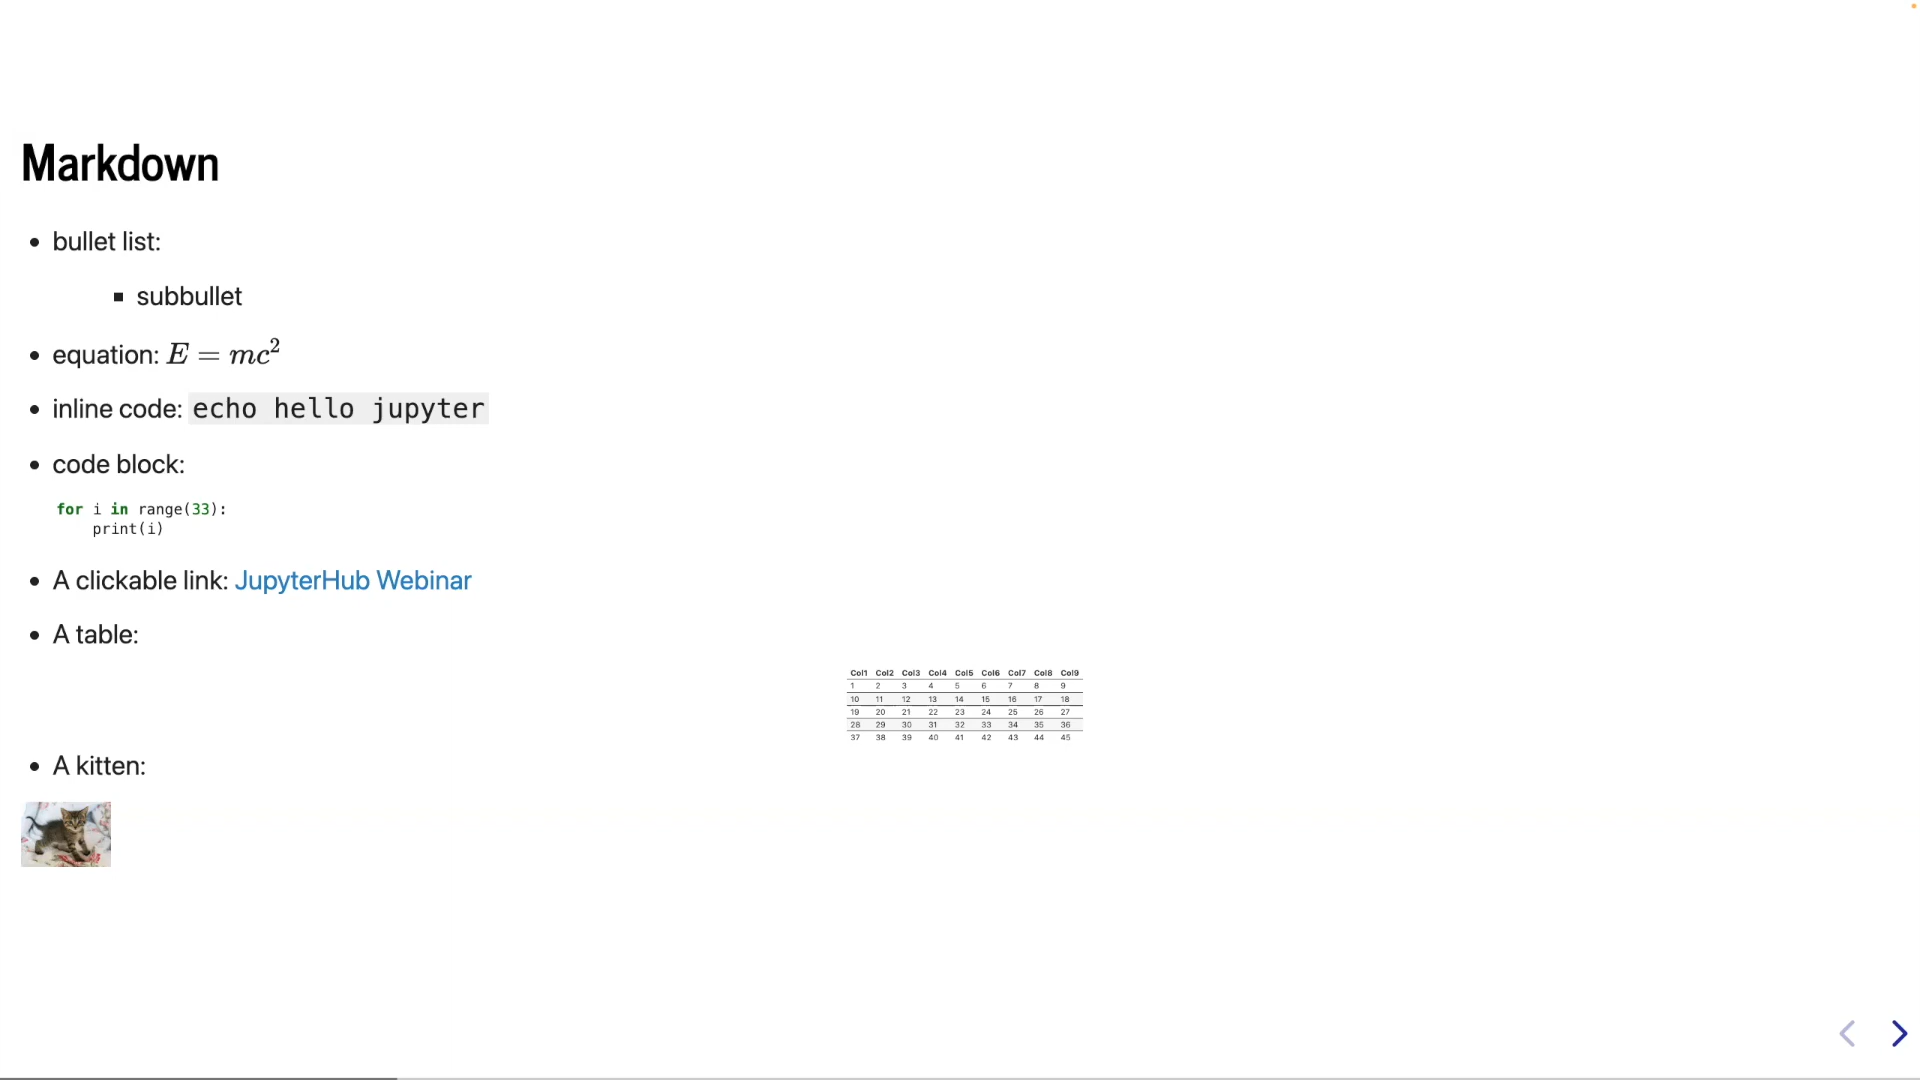 Markdown
bullet list:
subbullet
equation: E = mc²
inline code: echo hello jupyter
code block:
for i in range(33):
print(i)
A clickable link: JupyterHub Webinar
A table:
Col1 Col2 Col3 Col4 Col5 Col6 Col7 Col8 Col9
1 2 3 4 5 6 7 8 9
10 11 12 13 14 15 16 17 18
19 20 21 22 23 24 25 26 27
28 29 30 31 32 33 34 35 36
37 38 39 40 41 42 43 44 45
A kitten: